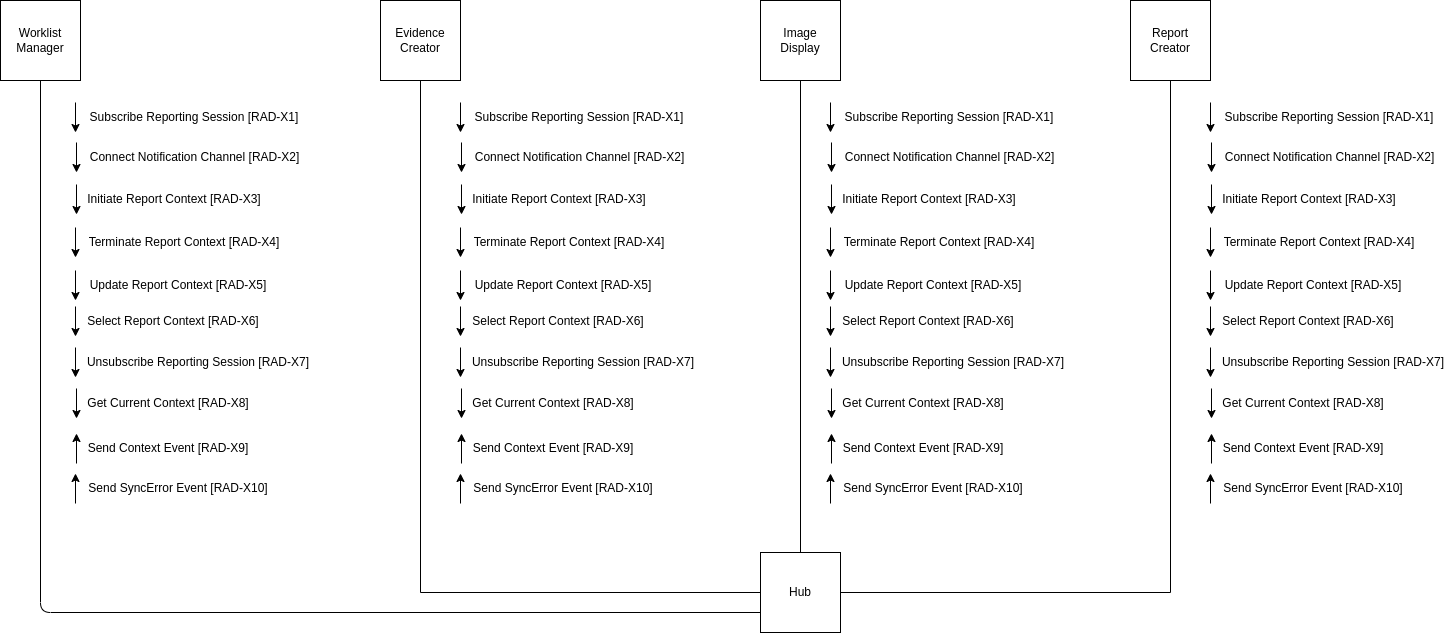 Worklist
Manager
Evidence
Creator
Image
Display
Report
Creator
Subscribe Reporting Session [RAD-X1]
Connect Notification Channel [RAD-X2]
Initiate Report Context [RAD-X3]
Terminate Report Context [RAD-X4]
Update Report Context [RAD-X5]
Select Report Context [RAD-X6]
Unsubscribe Reporting Session [RAD-X7]
Get Current Context [RAD-X8]
Send Context Event [RAD-X9]
Send SyncError Event [RAD-X10]
Subscribe Reporting Session [RAD-X1]
Connect Notification Channel [RAD-X2]
Initiate Report Context [RAD-X3]
Terminate Report Context [RAD-X4]
Update Report Context [RAD-X5]
Select Report Context [RAD-X6]
Unsubscribe Reporting Session [RAD-X7]
Get Current Context [RAD-X8]
Send Context Event [RAD-X9]
Send SyncError Event [RAD-X10]
Subscribe Reporting Session [RAD-X1]
Connect Notification Channel [RAD-X2]
Initiate Report Context [RAD-X3]
Terminate Report Context [RAD-X4]
Update Report Context [RAD-X5]
Select Report Context [RAD-X6]
Unsubscribe Reporting Session [RAD-X7]
Get Current Context [RAD-X8]
Send Context Event [RAD-X9]
Send SyncError Event [RAD-X10]
Subscribe Reporting Session [RAD-X1]
Connect Notification Channel [RAD-X2]
Initiate Report Context [RAD-X3]
Terminate Report Context [RAD-X4]
Update Report Context [RAD-X5]
Select Report Context [RAD-X6]
Unsubscribe Reporting Session [RAD-X7]
Get Current Context [RAD-X8]
Send Context Event [RAD-X9]
Send SyncError Event [RAD-X10]
Hub